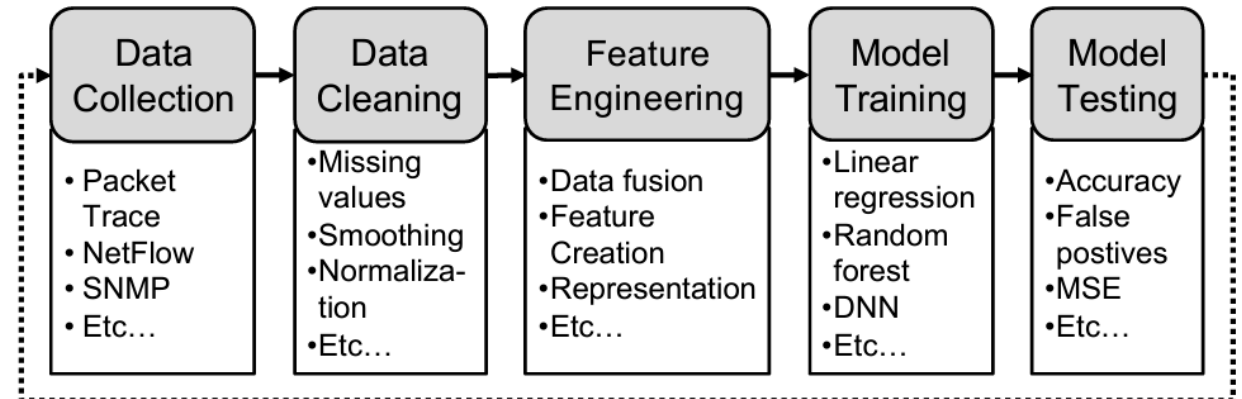 Data
Collection
• Packet
Trace
• NetFlow
• SNMP
• Etc…
Data
Cleaning
•Missing
values
•Smoothing
•Normaliza-
tion
•Etc…
Feature
Engineering
•Data fusion
•Feature
Creation
•Representation
•Etc…
Model
Training
•Linear
regression
•Random
forest
•DNN
•Etc…
Model
Testing
•Accuracy
•False
postives
•MSE
•Etc…